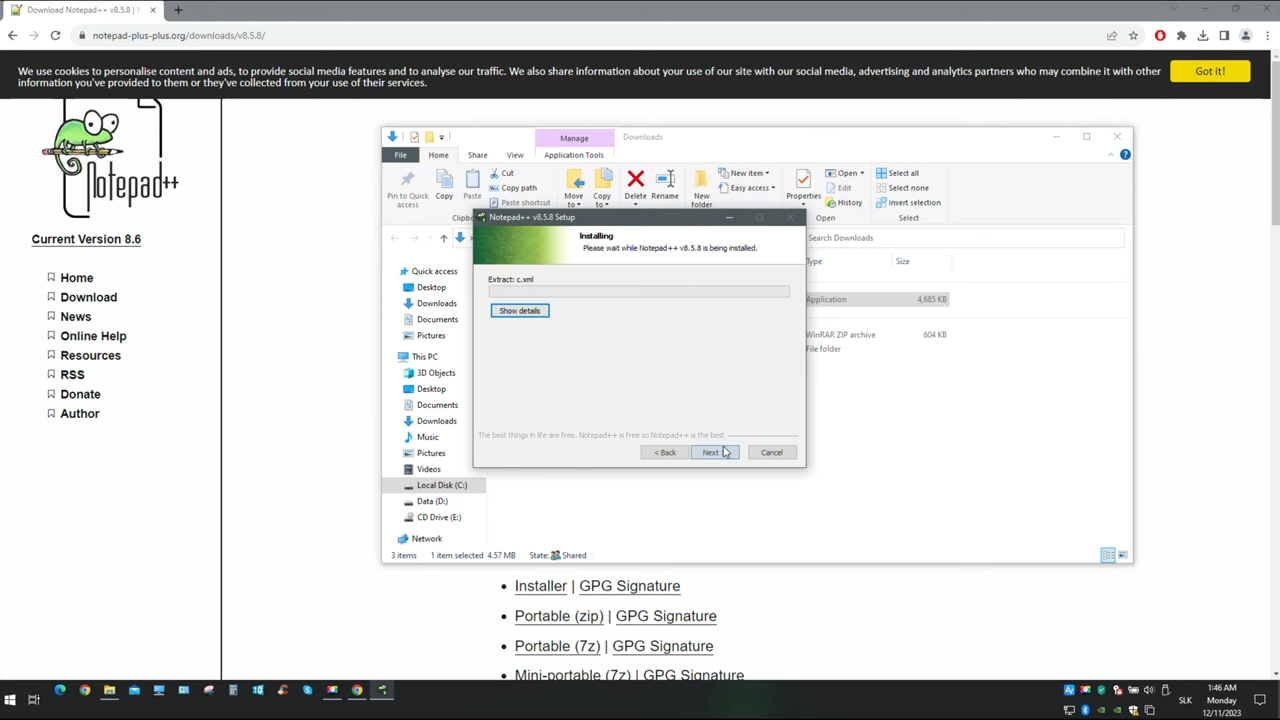 Download Notepad++ v8.5.8
notepad-plus-plus.org/downloads/v8.5.8/
We use cookies to personalise content and ads, to provide social media features and to analyse our traffic. We also share information about your use of our site with our social media, advertising and analytics partners who may combine it with other
information you've provided to them or they've collected from your use of their services.
Got it!
Notepad++
Current Version 8.6
Home
Download
News
Online Help
Resources
RSS
Donate
Author
Manage
Downloads
File
Home
Share
View
Application Tools
Pin to Quick
access
Copy
Paste
Cut
Copy path
Paste shortcut
Move
to
Copy
to
Delete
Rename
New
folder
New item
Easy access
Properties
Open
Edit
History
Open
Select all
Select none
Invert selection
Select
Search Downloads
Type
Size
Application
4,685 KB
WinRAR ZIP archive
604 KB
File folder
Quick access
Desktop
Downloads
Documents
Pictures
This PC
3D Objects
Desktop
Documents
Downloads
Music
Pictures
Videos
Local Disk (C:)
Data (D:)
CD Drive (E:)
Network
3 items
1 item selected 4.57 MB
State:
Shared
Notepad++ v8.5.8 Setup
Installing
Please wait while Notepad++ v8.5.8 is being installed.
Extract: c.xml
Show details
The best things in life are free. Notepad++ is free so Notepad++ is the best
< Back
Next
Cancel
Installer | GPG Signature
Portable (zip) | GPG Signature
Portable (7z) | GPG Signature
Mini-portable (7z) | GPG Signature
SLK
1:46 AM
Monday
12/11/2023